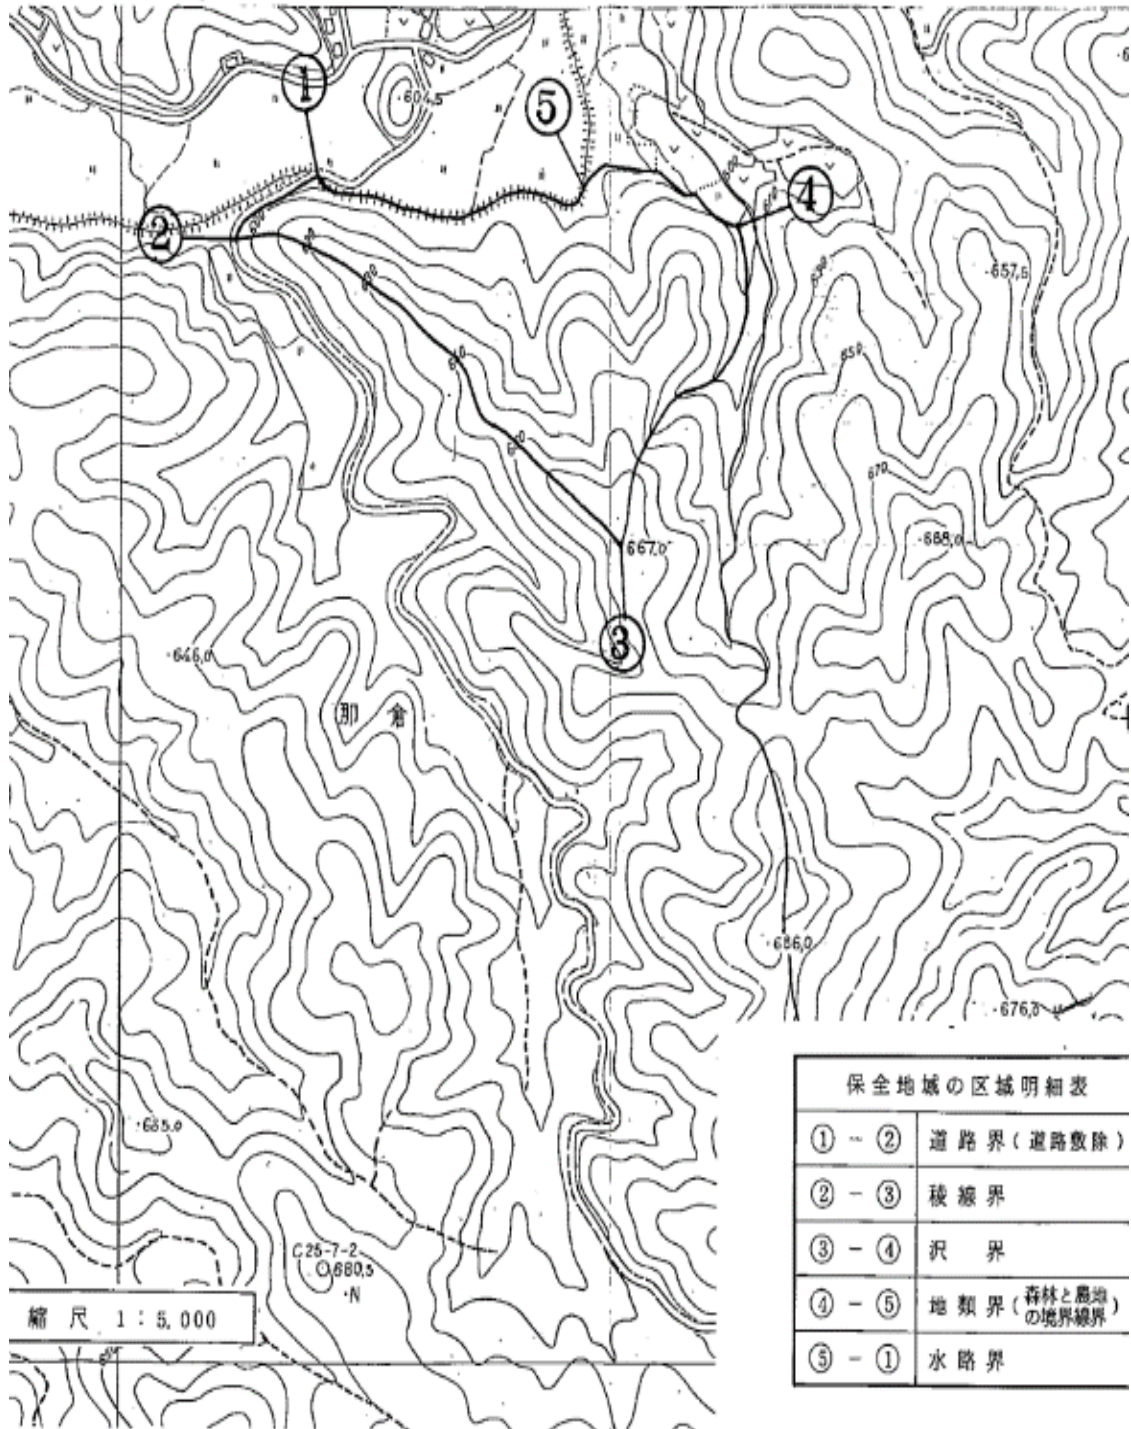 ①
604.5
⑤
④
②
657.5
650
670
667.0
688.0
③
646.0
那倉
686.0
676.0
685.0
C25-7-2
680.5
N
縮尺 1:5,000
保全地域の区域明細表
① ~ ② 道路界(道路敷除)
② - ③ 稜線界
③ - ④ 沢界
④ - ⑤ 地類界(森林と農地の境界線界)
⑤ - ① 水路界